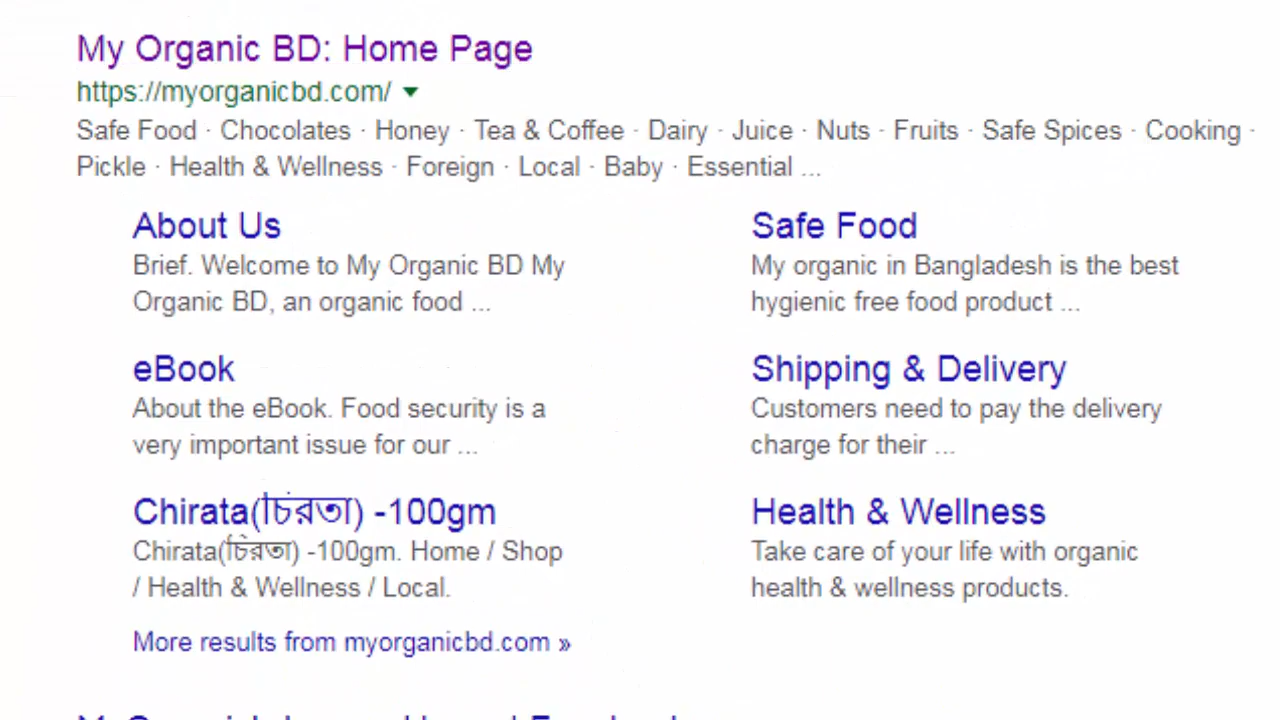 My Organic BD: Home Page
https://myorganicbd.com/
Safe Food · Chocolates · Honey · Tea & Coffee · Dairy · Juice · Nuts · Fruits · Safe Spices · Cooking ·
Pickle · Health & Wellness · Foreign · Local · Baby · Essential ...
About Us
Brief. Welcome to My Organic BD My
Organic BD, an organic food ...
Safe Food
My organic in Bangladesh is the best
hygienic free food product ...
eBook
About the eBook. Food security is a
very important issue for our ...
Shipping & Delivery
Customers need to pay the delivery
charge for their ...
Chirata(চিরতা) -100gm
Chirata(চিরতা) -100gm. Home / Shop
/ Health & Wellness / Local.
Health & Wellness
Take care of your life with organic
health & wellness products.
More results from myorganicbd.com »